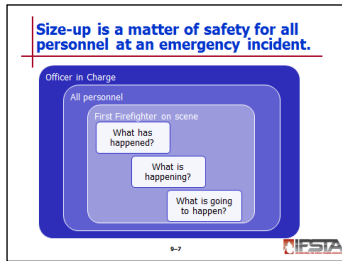 Size-up is a matter of safety for all
personnel at an emergency incident.
Officer in Charge
All personnel
First Firefighter on scene
What has
happened?
What is
happening?
What is going
to happen?
9–7
IFSTA